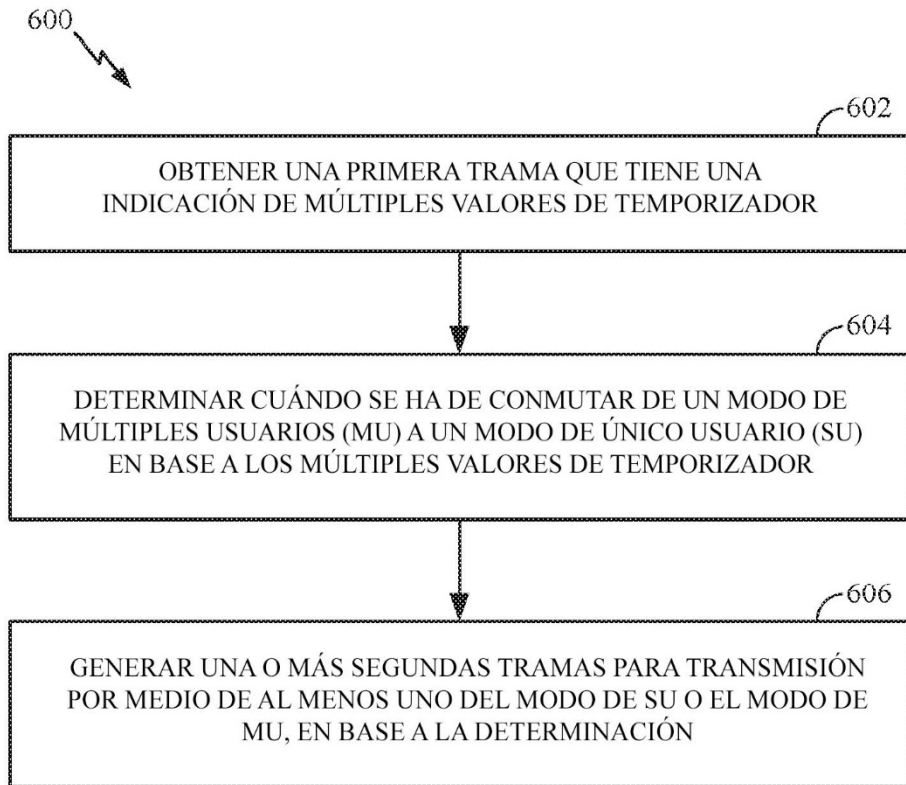 600
602
OBTENER UNA PRIMERA TRAMA QUE TIENE UNA
INDICACIÓN DE MÚLTIPLES VALORES DE TEMPORIZADOR
604
DETERMINAR CUÁNDO SE HA DE CONMUTAR DE UN MODO DE
MÚLTIPLES USUARIOS (MU) A UN MODO DE ÚNICO USUARIO (SU)
EN BASE A LOS MÚLTIPLES VALORES DE TEMPORIZADOR
606
GENERAR UNA O MÁS SEGUNDAS TRAMAS PARA TRANSMISIÓN
POR MEDIO DE AL MENOS UNO DEL MODO DE SU O EL MODO DE
MU, EN BASE A LA DETERMINACIÓN